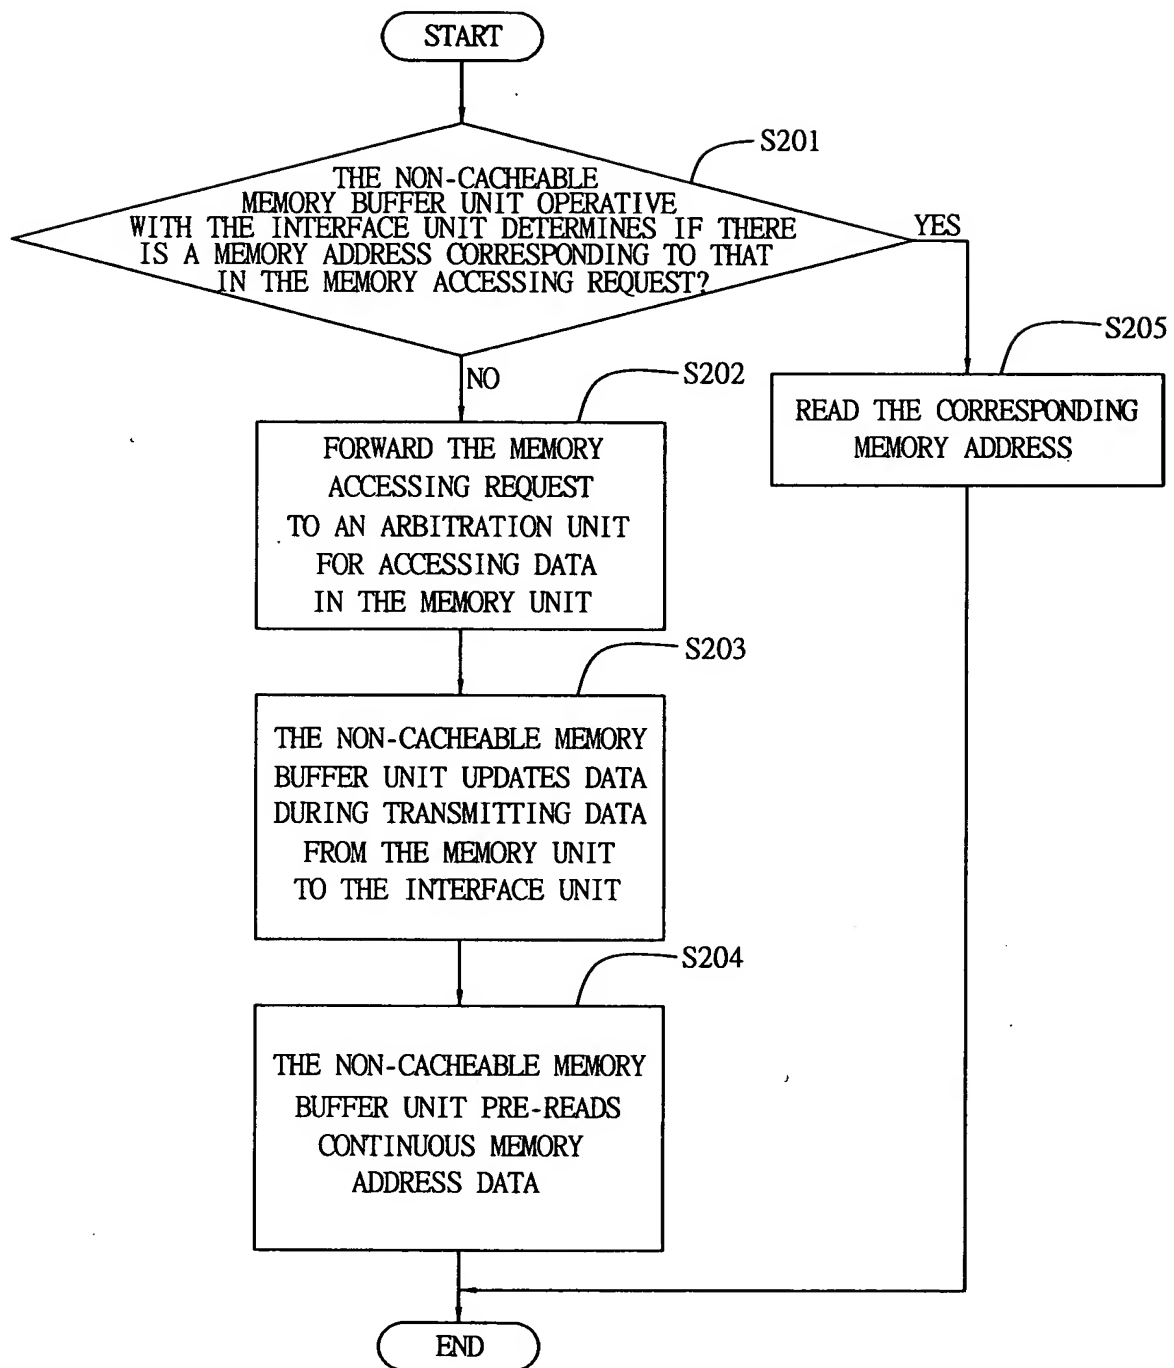 START
S201
THE NON-CACHEABLE
MEMORY BUFFER UNIT OPERATIVE
WITH THE INTERFACE UNIT DETERMINES IF THERE
IS A MEMORY ADDRESS CORRESPONDING TO THAT
IN THE MEMORY ACCESSING REQUEST?
YES
NO
S205
READ THE CORRESPONDING
MEMORY ADDRESS
S202
FORWARD THE MEMORY
ACCESSING REQUEST
TO AN ARBITRATION UNIT
FOR ACCESSING DATA
IN THE MEMORY UNIT
S203
THE NON-CACHEABLE MEMORY
BUFFER UNIT UPDATES DATA
DURING TRANSMITTING DATA
FROM THE MEMORY UNIT
TO THE INTERFACE UNIT
S204
THE NON-CACHEABLE MEMORY
BUFFER UNIT PRE-READS
CONTINUOUS MEMORY
ADDRESS DATA
END